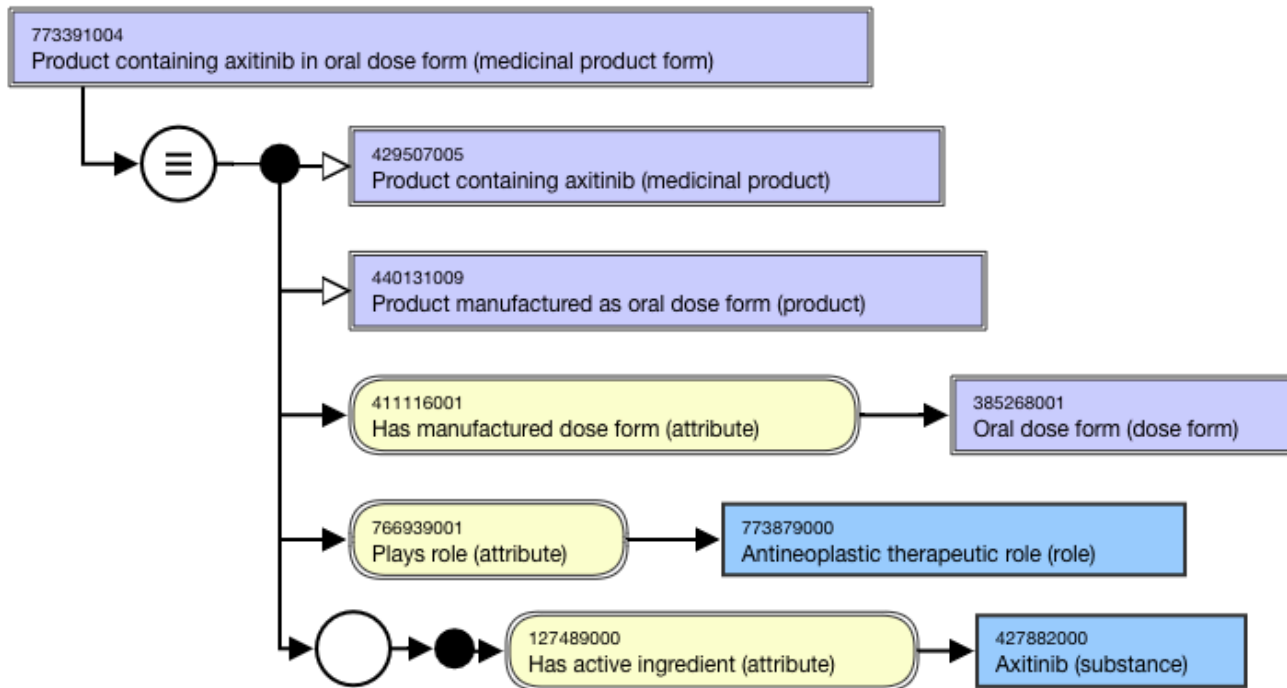 773391004
Product containing axitinib in oral dose form (medicinal product form)
429507005
Product containing axitinib (medicinal product)
440131009
Product manufactured as oral dose form (product)
411116001
Has manufactured dose form (attribute)
385268001
Oral dose form (dose form)
766939001
Plays role (attribute)
773879000
Antineoplastic therapeutic role (role)
127489000
Has active ingredient (attribute)
427882000
Axitinib (substance)